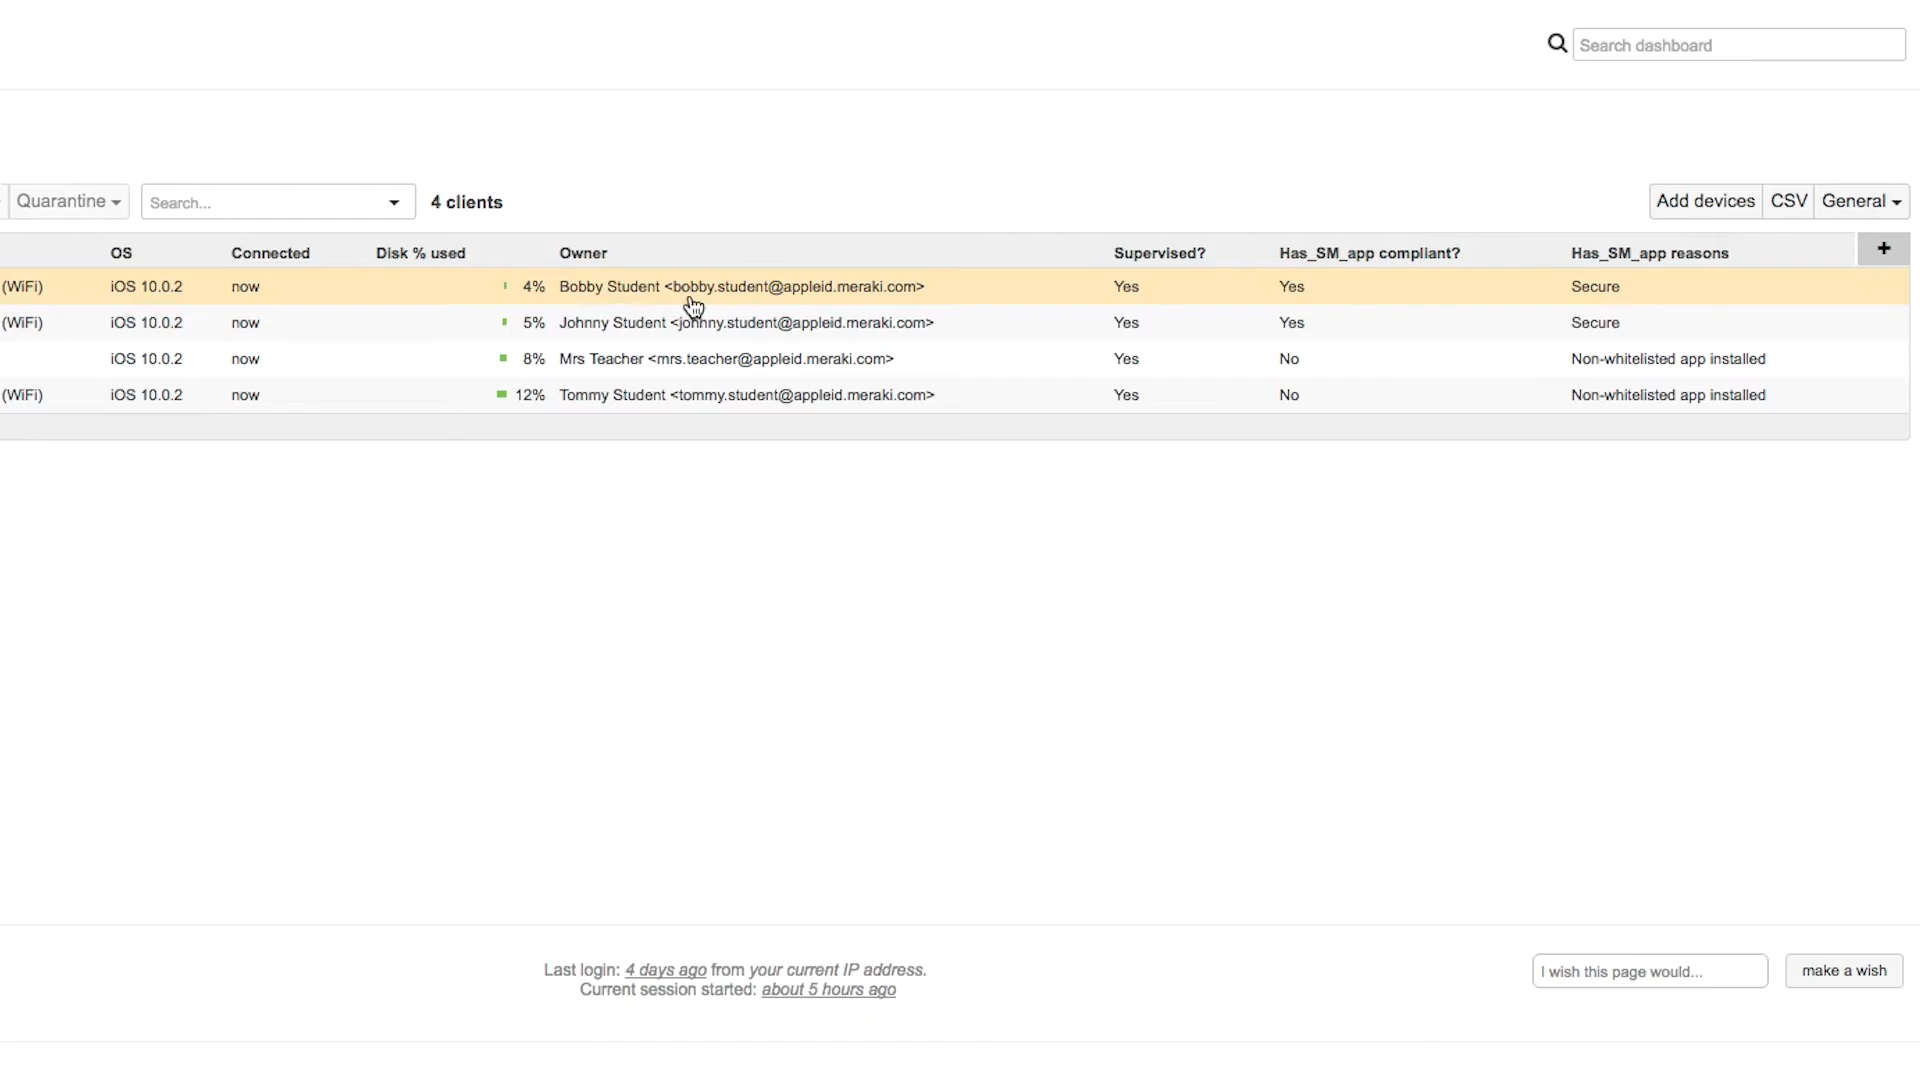 Search dashboard
Quarantine Search... 4 clients Add devices CSV General
OS Connected Disk % used Owner Supervised? Has_SM_app compliant? Has_SM_app reasons +
(WiFi) iOS 10.0.2 now 4% Bobby Student <bobby.student@appleid.meraki.com> Yes Yes Secure
(WiFi) iOS 10.0.2 now 5% Johnny Student <johnny.student@appleid.meraki.com> Yes Yes Secure
iOS 10.0.2 now 8% Mrs Teacher <mrs.teacher@appleid.meraki.com> Yes No Non-whitelisted app installed
(WiFi) iOS 10.0.2 now 12% Tommy Student <tommy.student@appleid.meraki.com> Yes No Non-whitelisted app installed
Last login: 4 days ago from your current IP address.
Current session started: about 5 hours ago
I wish this page would... make a wish